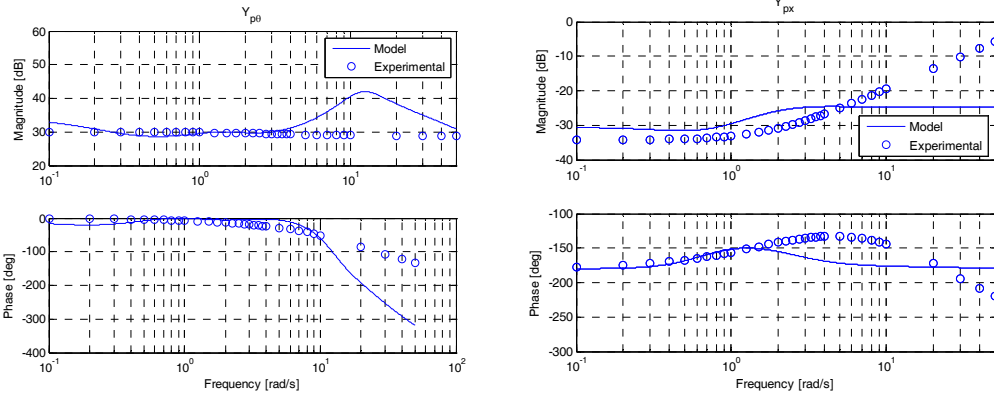 Y_pθ
Magnitude [dB]
60
50
40
30
20
10^-1
10^0
10^1
Model
Experimental
Phase [deg]
0
-100
-200
-300
-400
10^-1
10^0
10^1
10^2
Frequency [rad/s]
Y_px
Magnitude [dB]
0
-10
-20
-30
-40
10^-1
10^0
10^1
Model
Experimental
Phase [deg]
-100
-150
-200
-250
-300
10^-1
10^0
10^1
Frequency [rad/s]